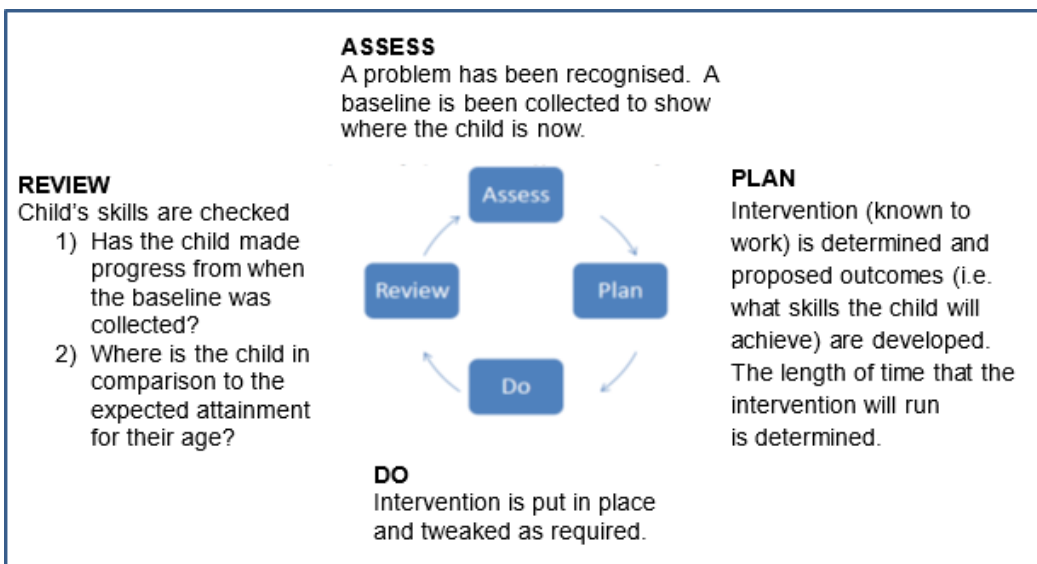 ASSESS
A problem has been recognised.  A
baseline is been collected to show
where the child is now.
REVIEW
Child's skills are checked
1) Has the child made
progress from when
the baseline was
collected?
2) Where is the child in
comparison to the
expected attainment
for their age?
Assess
Review
Plan
Do
PLAN
Intervention (known to
work) is determined and
proposed outcomes (i.e.
what skills the child will
achieve) are developed.
The length of time that the
intervention will run
is determined.
DO
Intervention is put in place
and tweaked as required.